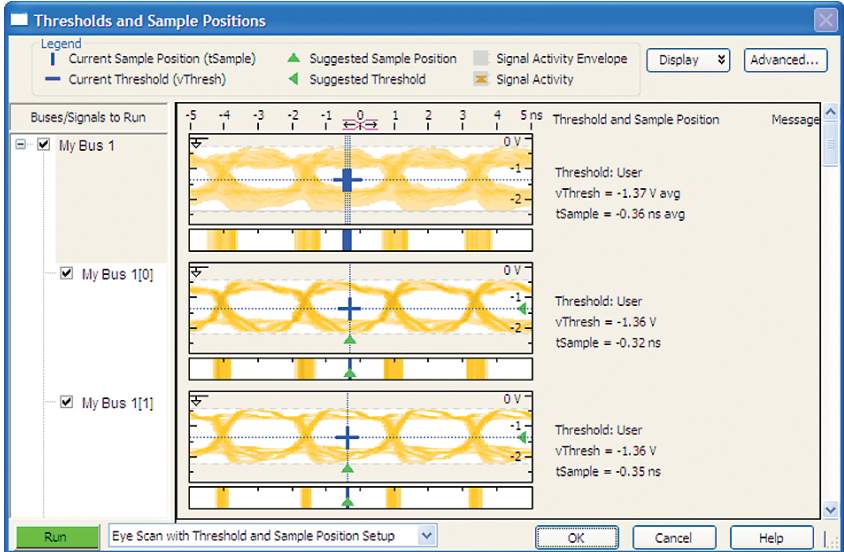 Thresholds and Sample Positions
Legend
Current Sample Position (tSample)
Suggested Sample Position
Signal Activity Envelope
Current Threshold (vThresh)
Suggested Threshold
Signal Activity
Display
Advanced...
Buses/Signals to Run
-5 -4 -3 -2 -1 0 1 2 3 4 5 ns
Threshold and Sample Position
Message
My Bus 1
0 V
-1
-2
Threshold: User
vThresh = -1.37 V avg
tSample = -0.36 ns avg
My Bus 1[0]
0 V
-1
-2
Threshold: User
vThresh = -1.36 V
tSample = -0.32 ns
My Bus 1[1]
0 V
-1
-2
Threshold: User
vThresh = -1.36 V
tSample = -0.35 ns
Run
Eye Scan with Threshold and Sample Position Setup
OK
Cancel
Help